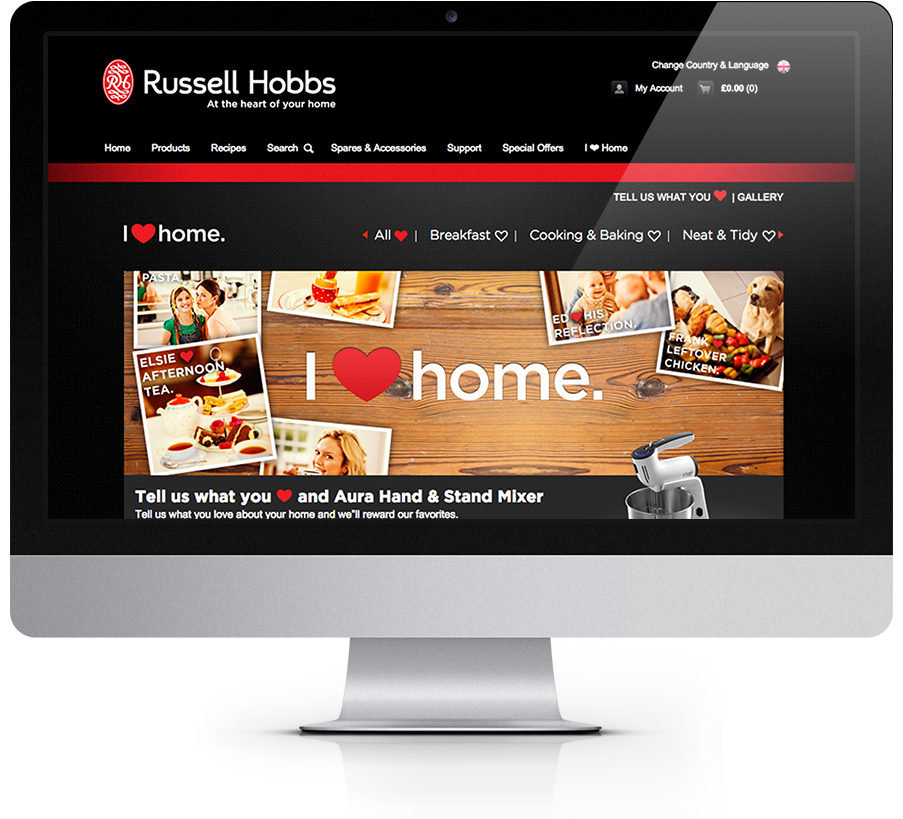 Change Country & Language
RH
Russell Hobbs
At the heart of your home
My Account £0.00 (0)
Home Products Recipes Search Spares & Accessories Support Special Offers I ❤ Home
TELL US WHAT YOU ❤ | GALLERY
I ❤ home.
All ❤ | Breakfast ♡ | Cooking & Baking ♡ | Neat & Tidy ♡
PASTA.
ELSIE ❤
AFTERNOON
TEA.
I ❤ home.
ED ❤ HIS
REFLECTION.
FRANK ❤
LEFTOVER
CHICKEN.
Tell us what you ❤ and Aura Hand & Stand Mixer
Tell us what you love about your home and we"ll reward our favorites.